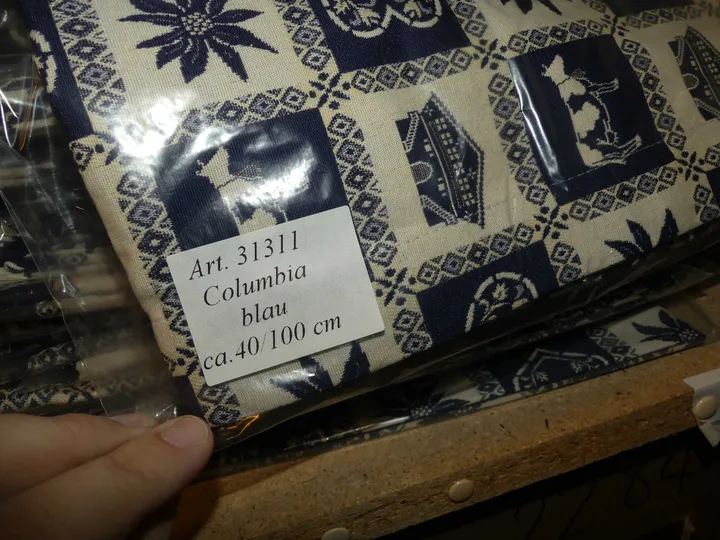 Art. 31311
Columbia
blau
ca.40/100 cm